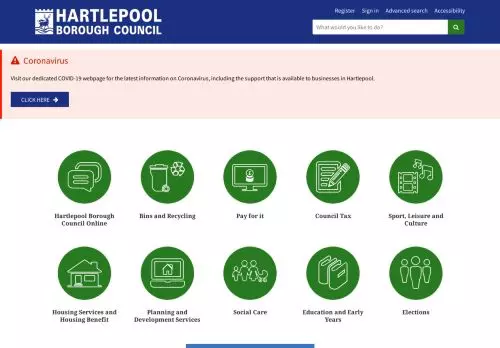 HARTLEPOOL
BOROUGH COUNCIL
Register Sign in Advanced search Accessibility
What would you like to do?
Coronavirus
Visit our dedicated COVID-19 webpage for the latest information on Coronavirus, including the support that is available to businesses in Hartlepool.
CLICK HERE
Hartlepool Borough
Council Online
Bins and Recycling
Pay for it
Council Tax
Sport, Leisure and
Culture
Housing Services and
Housing Benefit
Planning and
Development Services
Social Care
Education and Early
Years
Elections